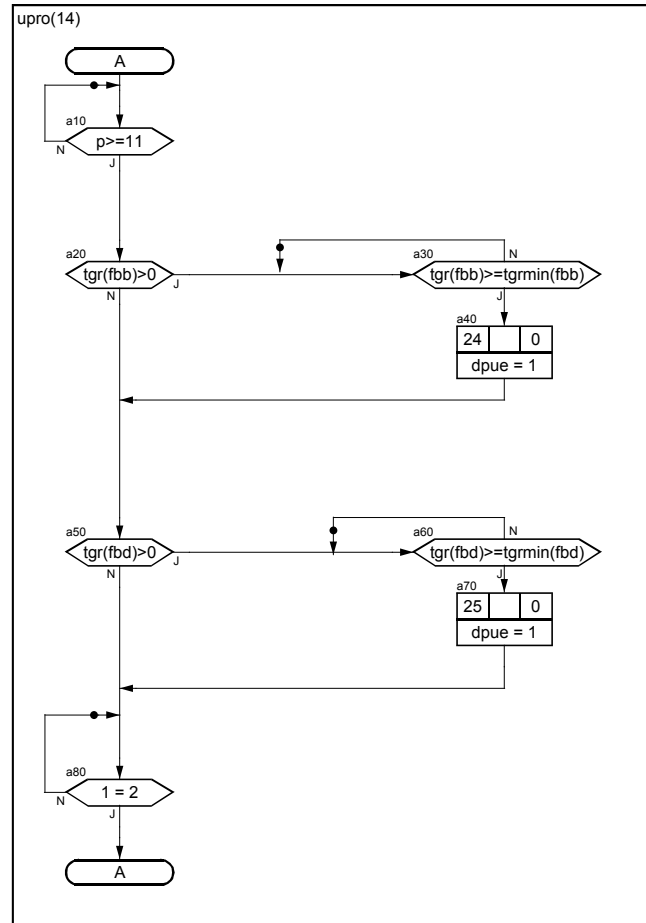 upro(14)
A
a10
p>=11
N
J
a20
tgr(fbb)>0
J
N
a30
N
tgr(fbb)>=tgrmin(fbb)
J
a40
24 0
dpue = 1
a50
tgr(fbd)>0
J
N
a60
N
tgr(fbd)>=tgrmin(fbd)
J
a70
25 0
dpue = 1
a80
1 = 2
N
J
A